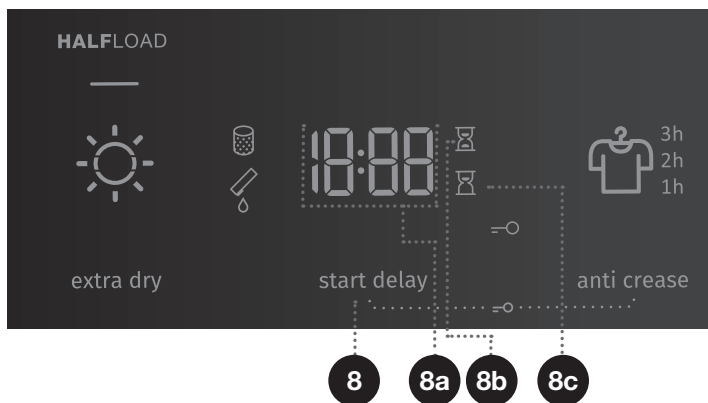 HALFLOAD
18:88
3h
2h
1h
extra dry
start delay
anti crease
8
8a
8b
8c